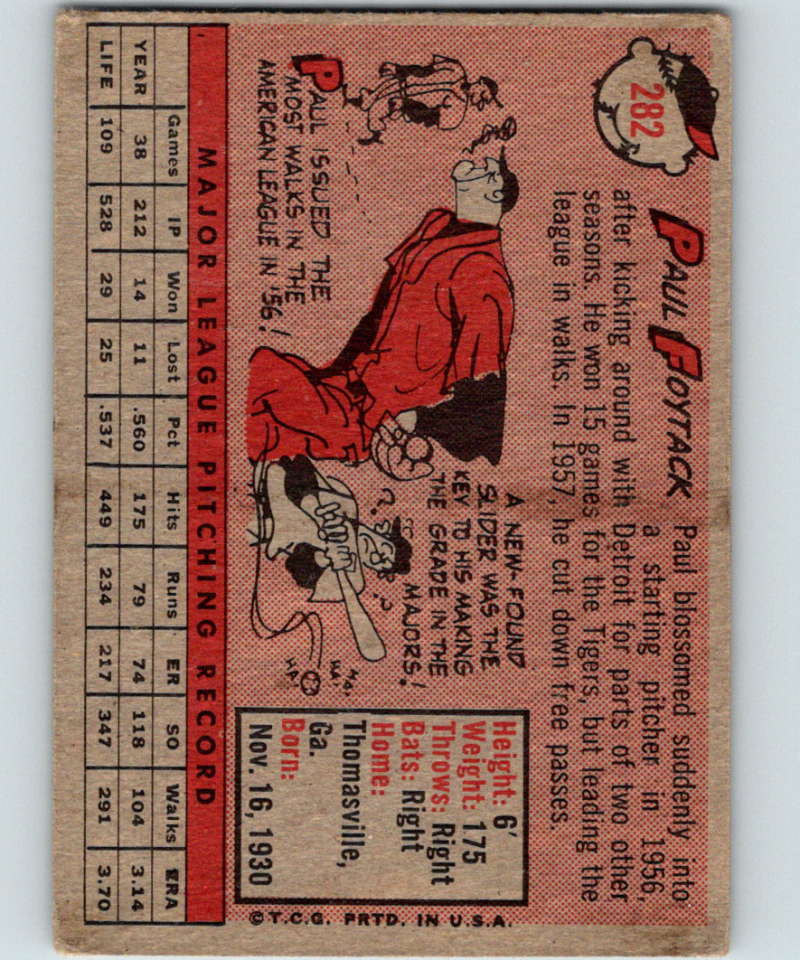 282
PAUL FOYTACK Paul blossomed suddenly into
a starting pitcher in 1956,
after kicking around with Detroit for parts of two other
seasons. He won 15 games for the Tigers, but leading the
league in walks. In 1957, he cut down free passes.
PAUL ISSUED THE
MOST WALKS IN THE
AMERICAN LEAGUE IN '56!
A NEW-FOUND
SLIDER WAS THE
KEY TO HIS MAKING
THE GRADE IN THE
MAJORS!
?
?
HA
HA
HA
Height: 6'
Weight: 175
Throws: Right
Bats: Right
Home:
Thomasville,
Ga.
Born:
Nov. 16, 1930
© T.C.G. PRTD. IN U.S.A.
MAJOR LEAGUE PITCHING RECORD
Games IP Won Lost Pct Hits Runs ER SO Walks ERA
YEAR 38 212 14 11 .560 175 79 74 118 104 3.14
LIFE 109 528 29 25 .537 449 234 217 347 291 3.70